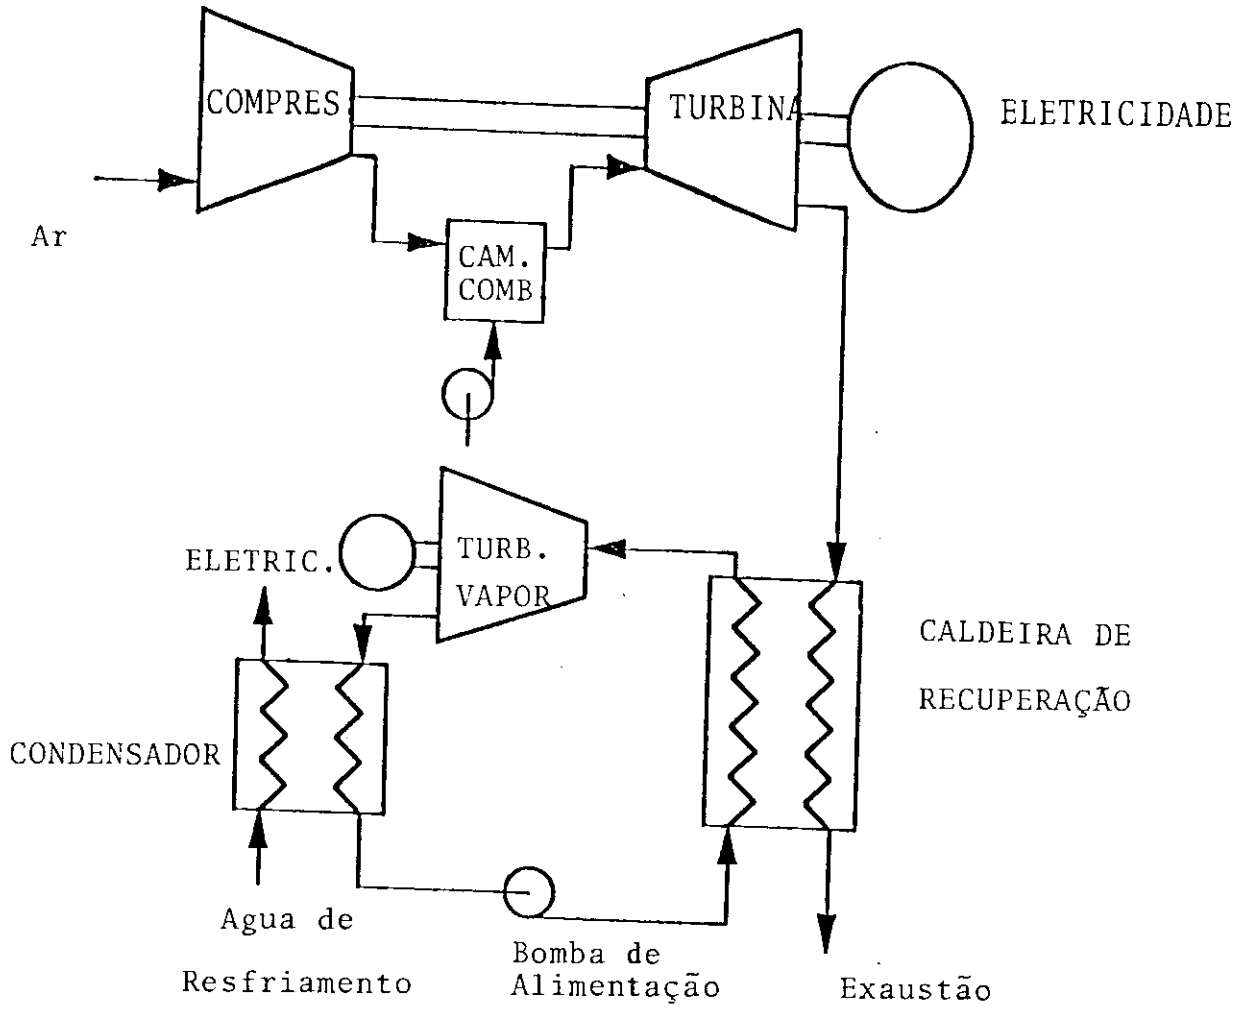 COMPRES
TURBINA
ELETRICIDADE
Ar
CAM.
COMB
ELETRIC.
TURB.
VAPOR
CALDEIRA DE
RECUPERAÇÃO
CONDENSADOR
Agua de
Resfriamento
Bomba de
Alimentação
Exaustão